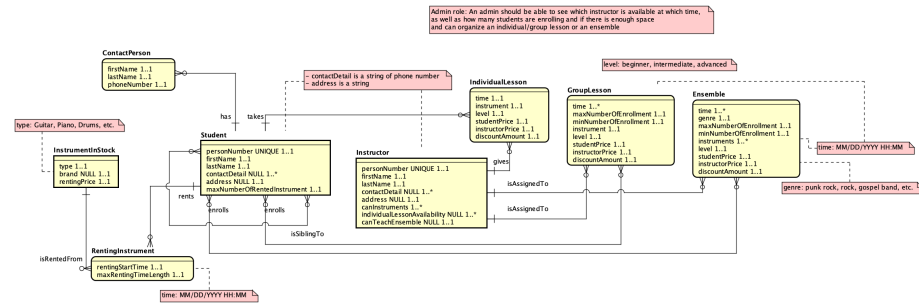 Admin role: An admin should be able to see which instructor is available at which time,
as well as how many students are enrolling and if there is enough space
and can organize an individual/group lesson or an ensemble
ContactPerson
firstName 1..1
lastName 1..1
phoneNumber 1..1
- contactDetail is a string of phone number
- address is a string
level: beginner, intermediate, advanced
IndividualLesson
time 1..1
instrument 1..1
level 1..1
studentPrice 1..1
instructorPrice 1..1
discountAmount 1..1
GroupLesson
time 1..*
maxNumberOfEnrollment 1..1
minNumberOfEnrollment 1..1
instrument 1..1
level 1..1
studentPrice 1..1
instructorPrice 1..1
discountAmount 1..1
Ensemble
time 1..*
genre 1..1
maxNumberOfEnrollment 1..1
minNumberOfEnrollment 1..1
instruments 1..*
level 1..1
studentPrice 1..1
instructorPrice 1..1
discountAmount 1..1
has
takes
type: Guitar, Piano, Drums, etc.
time: MM/DD/YYYY HH:MM
InstrumentInStock
type 1..1
brand NULL 1..1
rentingPrice 1..1
Student
personNumber UNIQUE 1..1
firstName 1..1
lastName 1..1
contactDetail NULL 1..*
address NULL 1..1
maxNumberOfRentedInstrument 1..1
Instructor
personNumber UNIQUE 1..1
firstName 1..1
lastName 1..1
contactDetail NULL 1..*
address NULL 1..1
canInstruments 1..*
individualLessonAvailability NULL 1..*
canTeachEnsemble NULL 1..1
gives
isAssignedTo
isAssignedTo
genre: punk rock, rock, gospel band, etc.
rents
enrolls
enrolls
isSiblingTo
isRentedFrom
RentingInstrument
rentingStartTime 1..1
maxRentingTimeLength 1..1
time: MM/DD/YYYY HH:MM